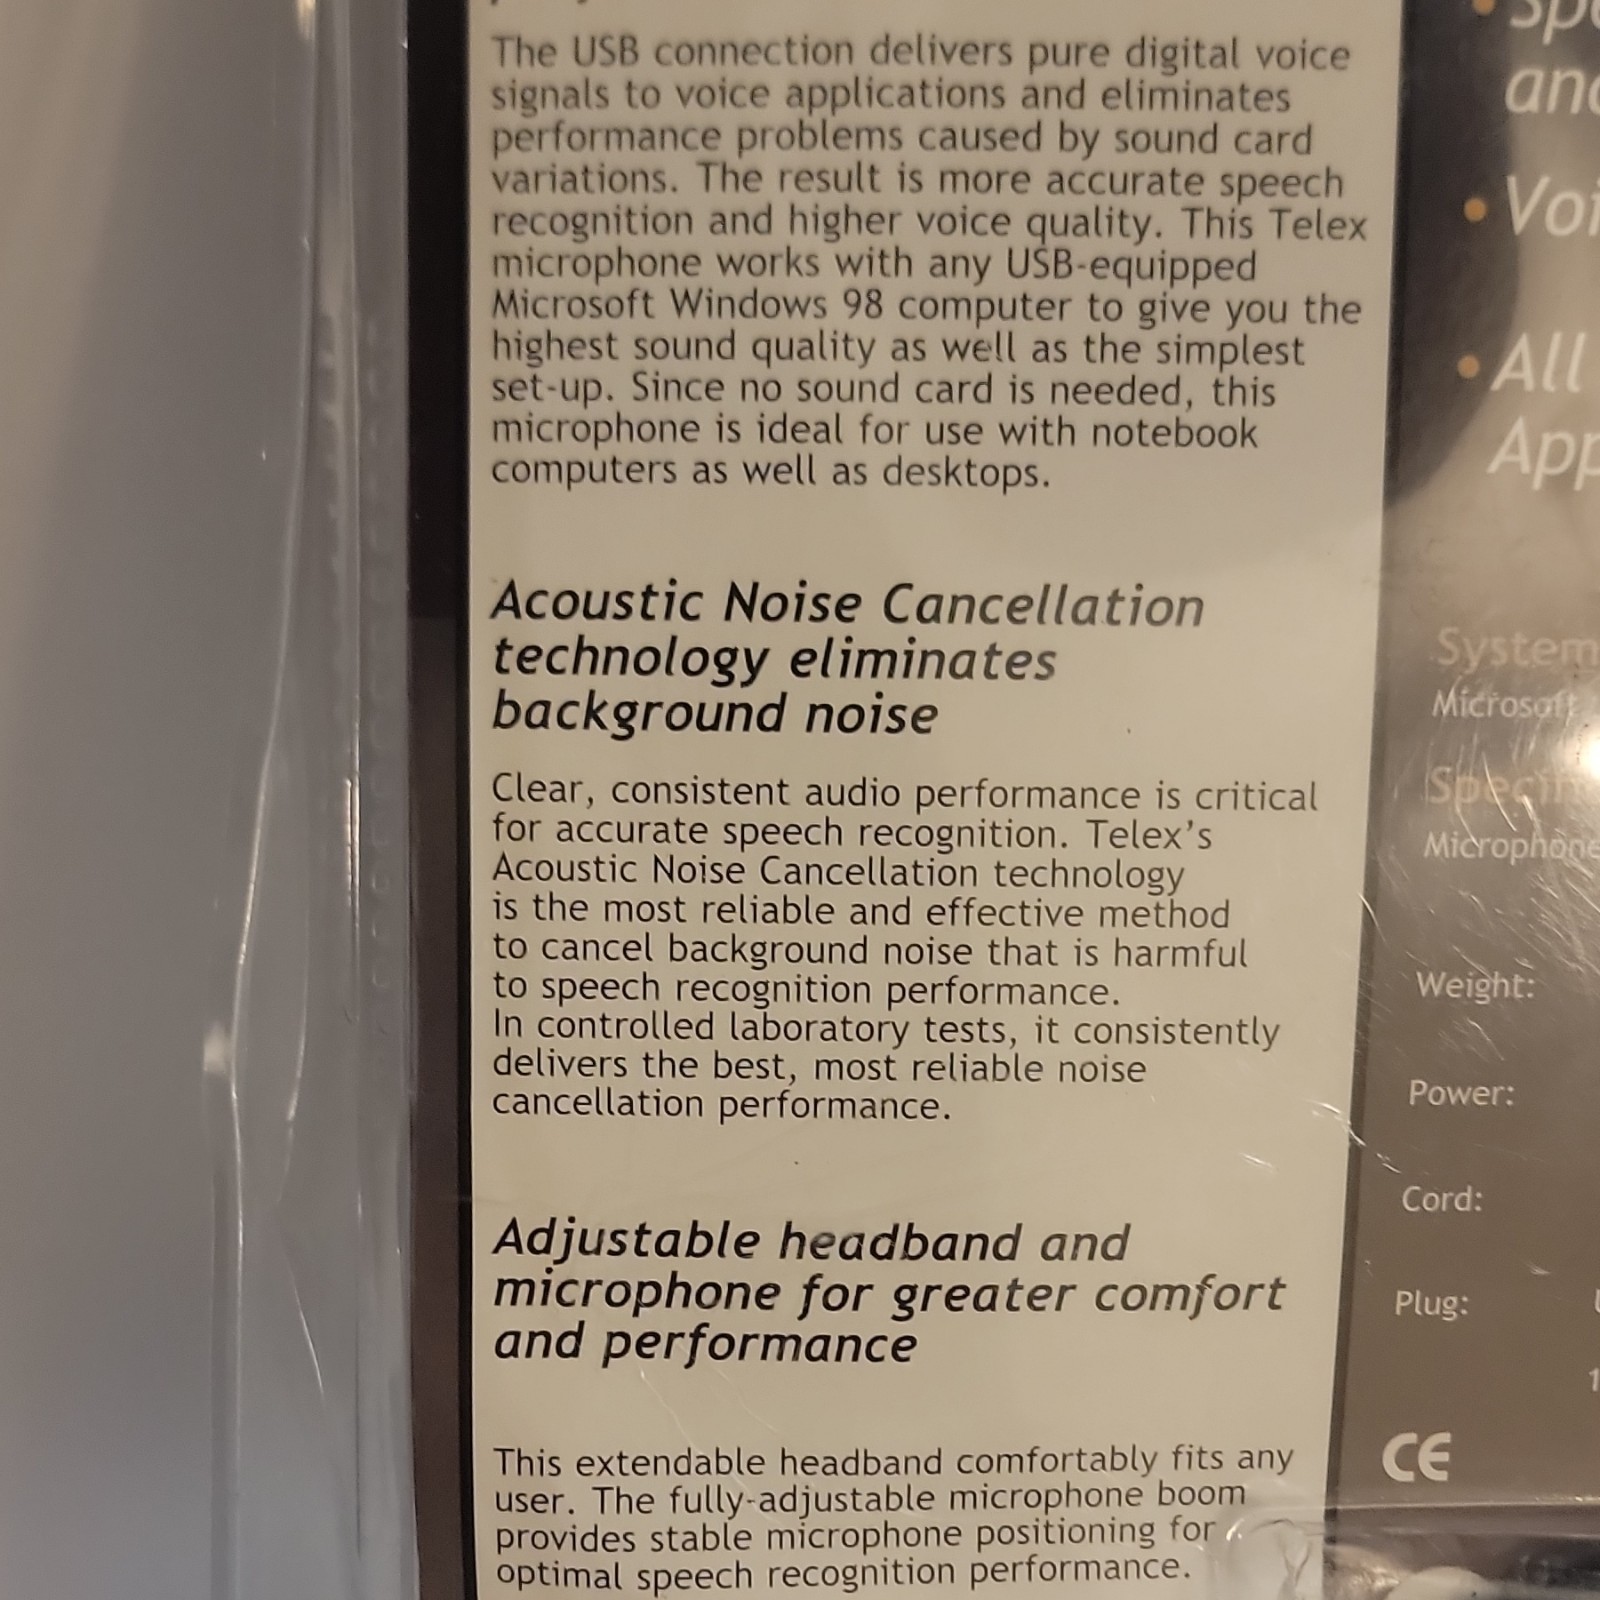 The USB connection delivers pure digital voice
signals to voice applications and eliminates
performance problems caused by sound card
variations. The result is more accurate speech
recognition and higher voice quality. This Telex
microphone works with any USB-equipped
Microsoft Windows 98 computer to give you the
highest sound quality as well as the simplest
set-up. Since no sound card is needed, this
microphone is ideal for use with notebook
computers as well as desktops.
Acoustic Noise Cancellation
technology eliminates
background noise
Clear, consistent audio performance is critical
for accurate speech recognition. Telex's
Acoustic Noise Cancellation technology
is the most reliable and effective method
to cancel background noise that is harmful
to speech recognition performance.
In controlled laboratory tests, it consistently
delivers the best, most reliable noise
cancellation performance.
Adjustable headband and
microphone for greater comfort
and performance
This extendable headband comfortably fits any
user. The fully-adjustable microphone boom
provides stable microphone positioning for
optimal speech recognition performance.
• All
System
Microsoft
Microphone
Weight:
Power:
Cord:
Plug:
CE